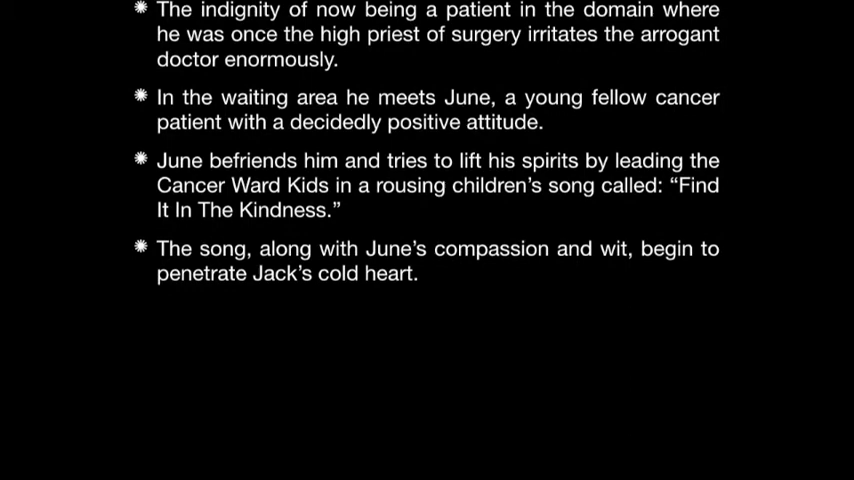 ✺ The indignity of now being a patient in the domain where
he was once the high priest of surgery irritates the arrogant
doctor enormously.
✺ In the waiting area he meets June, a young fellow cancer
patient with a decidedly positive attitude.
✺ June befriends him and tries to lift his spirits by leading the
Cancer Ward Kids in a rousing children’s song called: “Find
It In The Kindness.”
✺ The song, along with June’s compassion and wit, begin to
penetrate Jack’s cold heart.